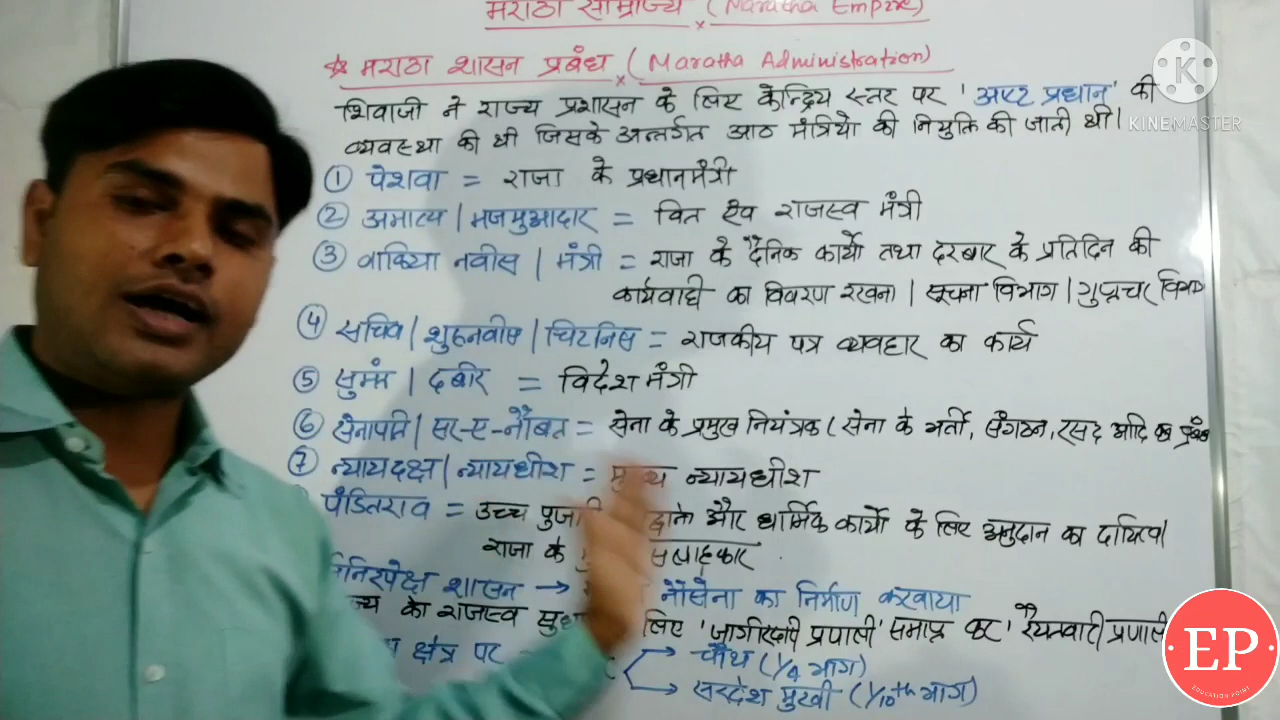 मराठा साम्राज्य (Maratha Empire)
☆ मराठा शासन प्रबंध (Maratha Administration)
शिवाजी ने राज्य प्रशासन के लिए केन्द्रिय स्तर पर 'अष्ट प्रधान' की
व्यवस्था की थी जिसके अन्तर्गत आठ मंत्रियो की नियुक्ति की जाती थी।
① पेशवा = राजा के प्रधानमंत्री
② अमात्य | मजमुआदार = वित एंव राजस्व मंत्री
③ वाकिया नवीस | मंत्री = राजा के दैनिक कार्यो तथा दरबार के प्रतिदिन की
कार्यवाही का विवरण रखना | सूचना विभाग | गुप्तचर विभाग
④ सचिव | शुरुनवीस | चिटनिस = राजकीय पत्र व्यवहार का कार्य
⑤ सुमंत | दबीर = विदेश मंत्री
⑥ सेनापति | सर-ए-नौबत = सेना के प्रमुख नियंत्रक ( सेना के भर्ती, संगठन, रसद आदि का प्रबंध
⑦ न्यायदक्ष | न्यायधीश = मुख्य न्यायधीश
पंडितराव = उच्च और धार्मिक कार्यो के लिए अनुदान का दायित्व।
राजा के सलाहकार
शासन → नौसेना का निर्माण करवाया
का राजस्व लिए 'जागीरदारी प्रणाली' समाप्त कर 'रैयतवाडी प्रणाली
क्षेत्र पर चौथ (1/4 भाग)
सरदेश मुखी (1/10th भाग)
KINEMASTER
EP
EDUCATION POINT